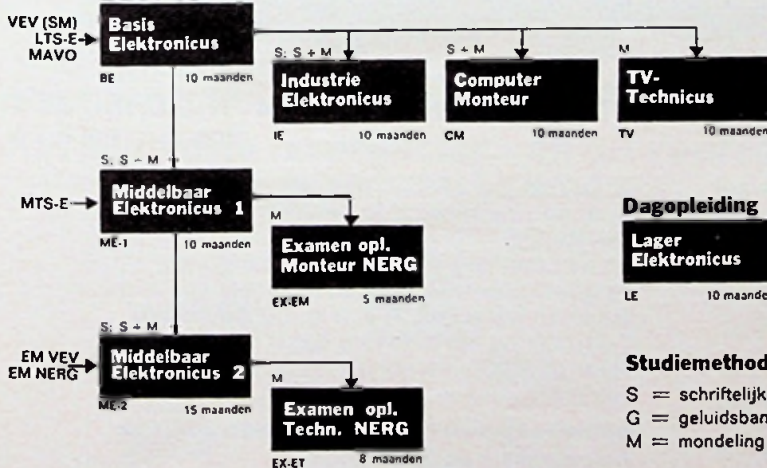 VEV (SM)
LTS-E
MAVO
Basis
Elektronicus
BE 10 maanden
S; S + M
Industrie
Elektronicus
IE 10 maanden
S + M
Computer
Monteur
CM 10 maanden
M
TV-
Technicus
TV 10 maanden
S; S + M
MTS-E
Middelbaar
Elektronicus 1
ME-1 10 maanden
M
Examen opl.
Monteur NERG
EX-EM 5 maanden
Dagopleiding
Lager
Elektronicus
LE 10 maande
S; S + M
EM VEV
EM NERG
Middelbaar
Elektronicus 2
ME-2 15 maanden
M
Examen opl.
Techn. NERG
EX-ET 8 maanden
Studiemethod
S = schriftelijk
G = geluidsban
M = mondeling